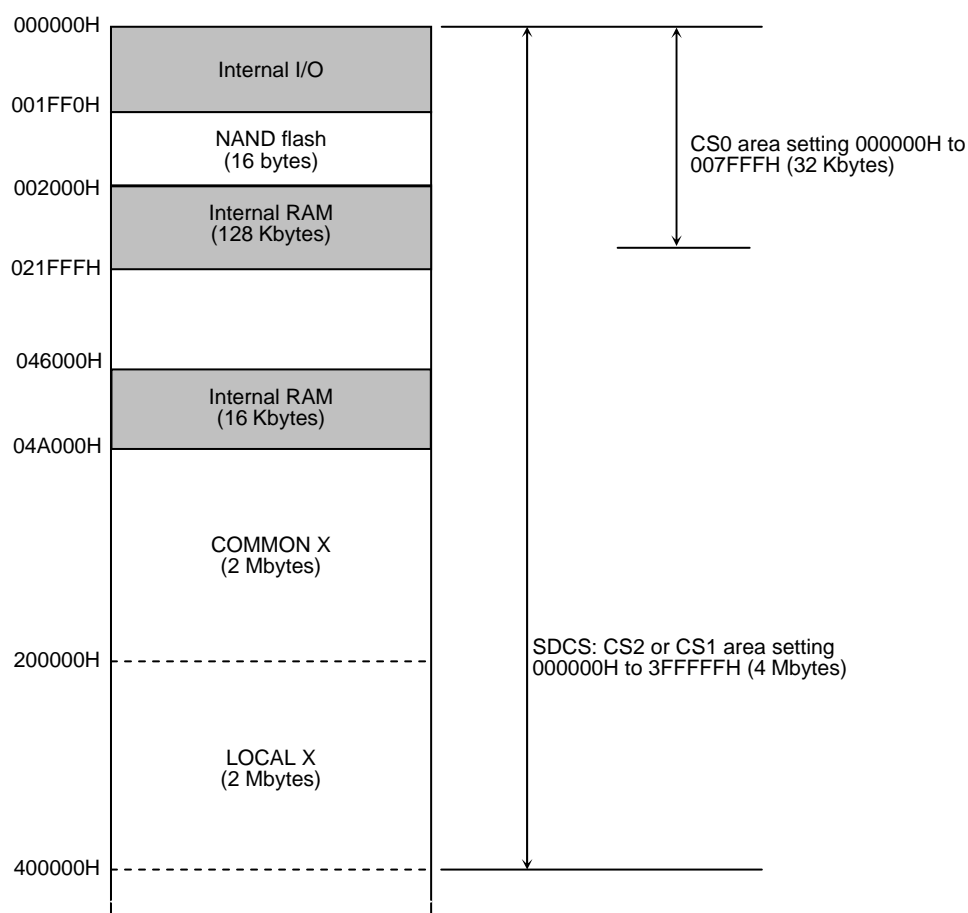 000000H
Internal I/O
001FF0H
NAND flash
(16 bytes)
002000H
Internal RAM
(128 Kbytes)
021FFFH
046000H
Internal RAM
(16 Kbytes)
04A000H
COMMON X
(2 Mbytes)
200000H
LOCAL X
(2 Mbytes)
400000H
CS0 area setting 000000H to
007FFFH (32 Kbytes)
SDCS: CS2 or CS1 area setting
000000H to 3FFFFFH (4 Mbytes)